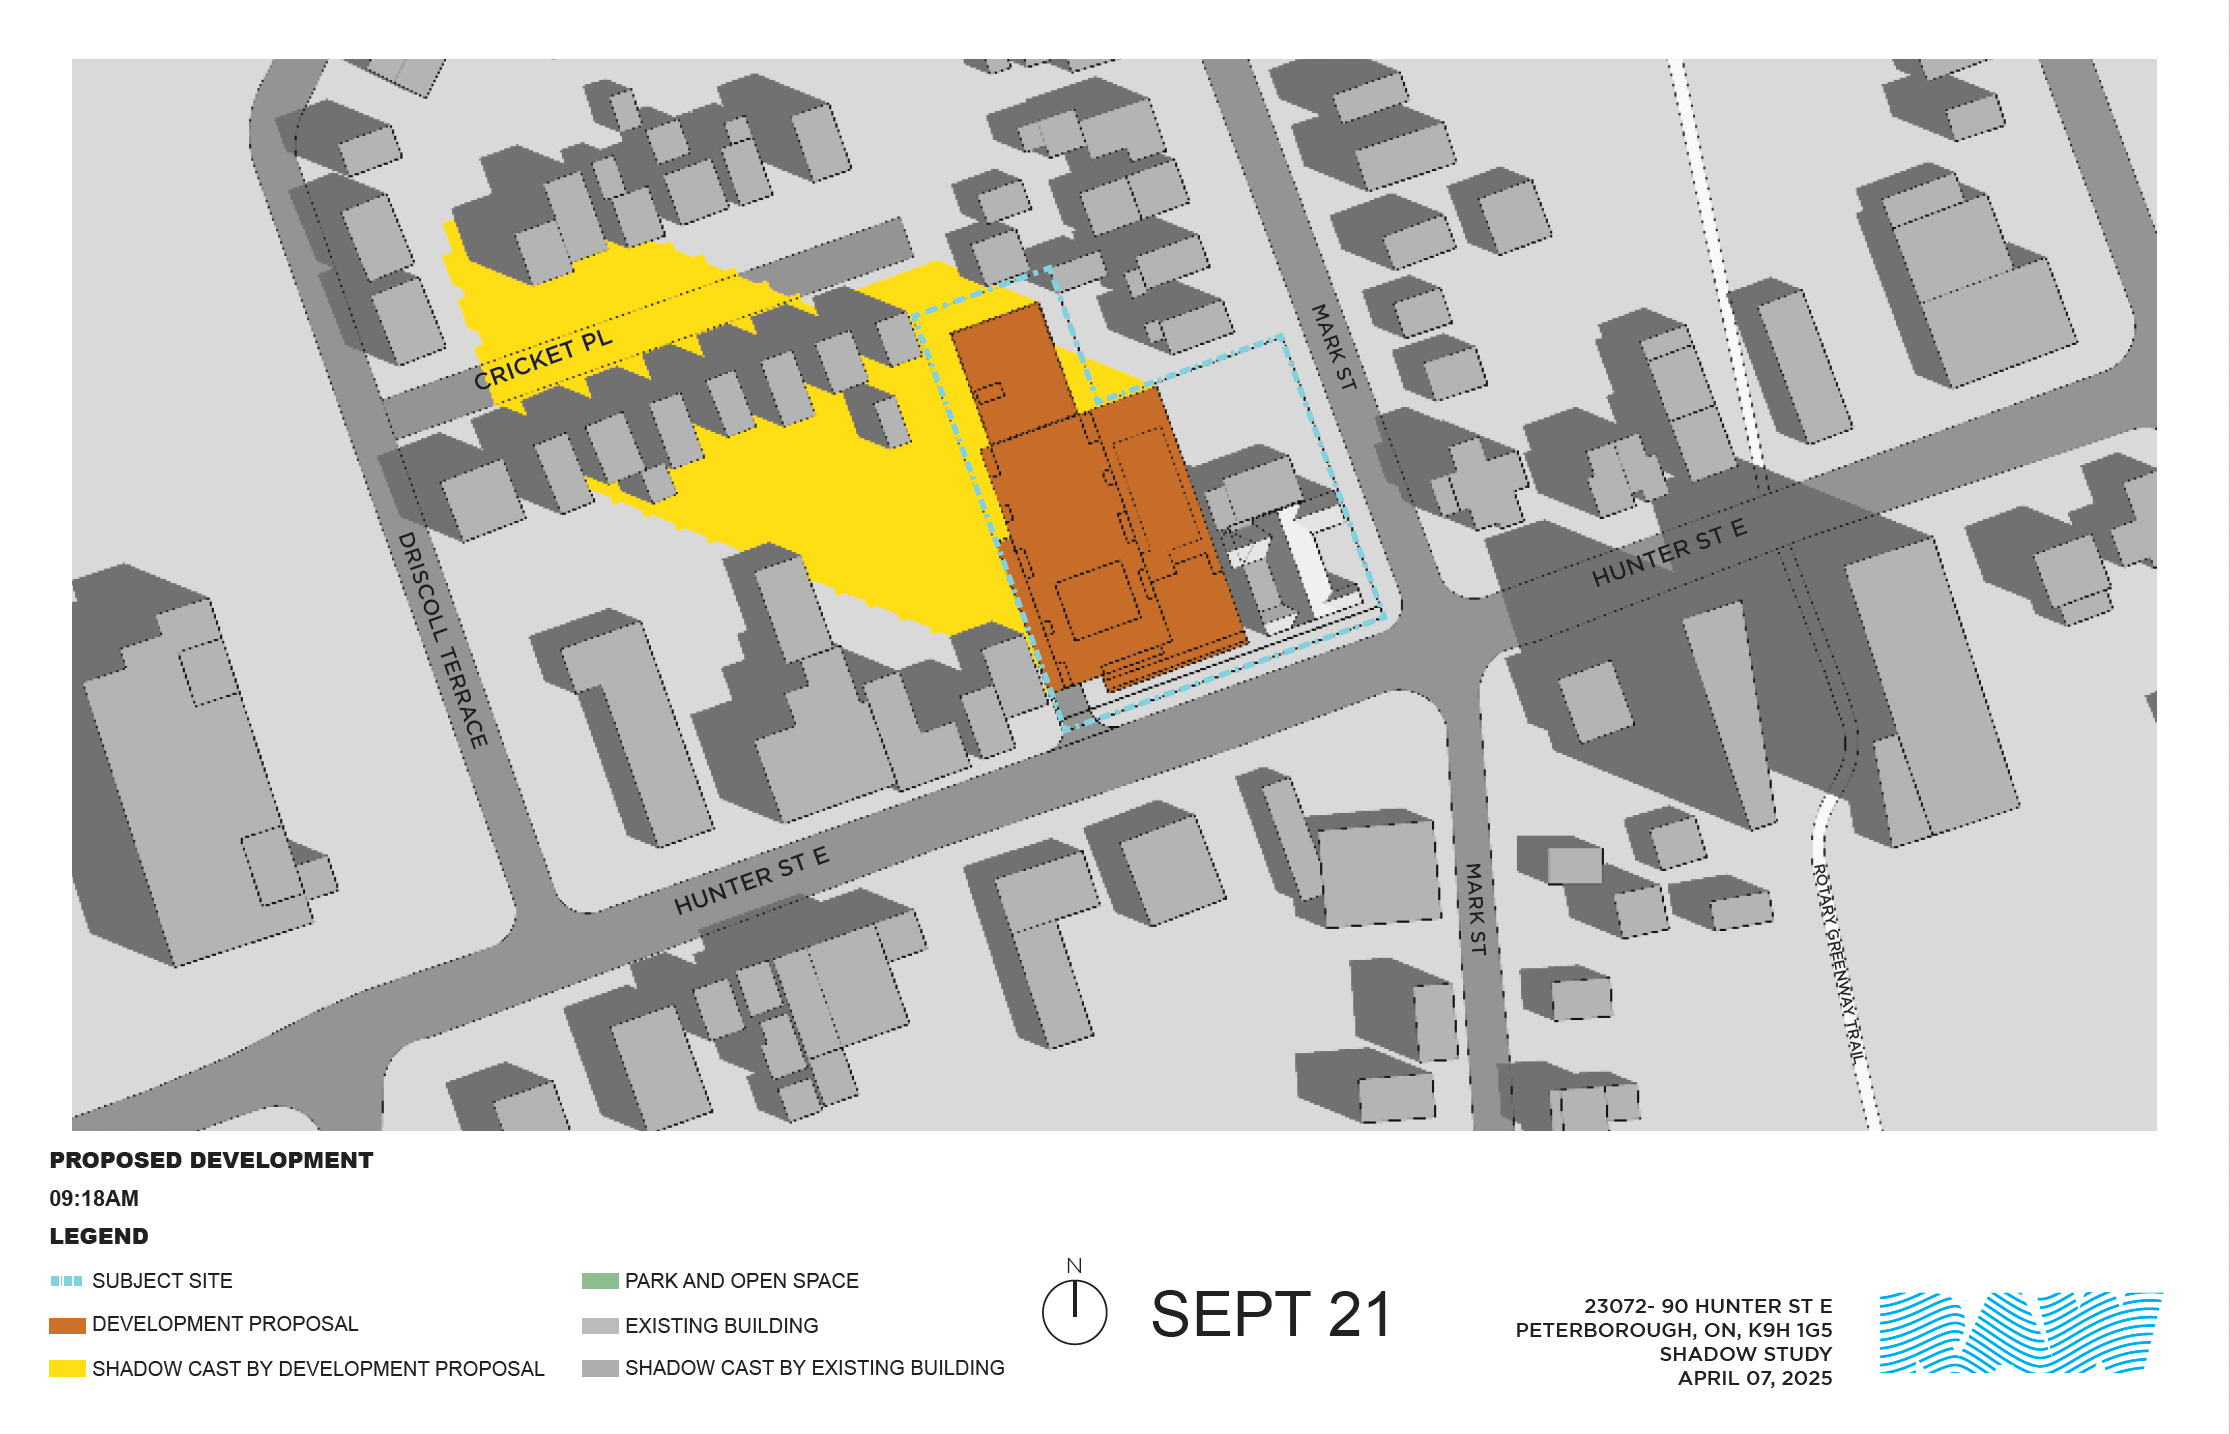 CRICKET PL
MARK ST
HUNTER ST E
DRISCOLL TERRACE
HUNTER ST E
MARK ST
ROTARY GREENWAY TRAIL
PROPOSED DEVELOPMENT
09:18AM
LEGEND
SUBJECT SITE
DEVELOPMENT PROPOSAL
SHADOW CAST BY DEVELOPMENT PROPOSAL
PARK AND OPEN SPACE
EXISTING BUILDING
SHADOW CAST BY EXISTING BUILDING
N
SEPT 21
23072- 90 HUNTER ST E
PETERBOROUGH, ON, K9H 1G5
SHADOW STUDY
APRIL 07, 2025